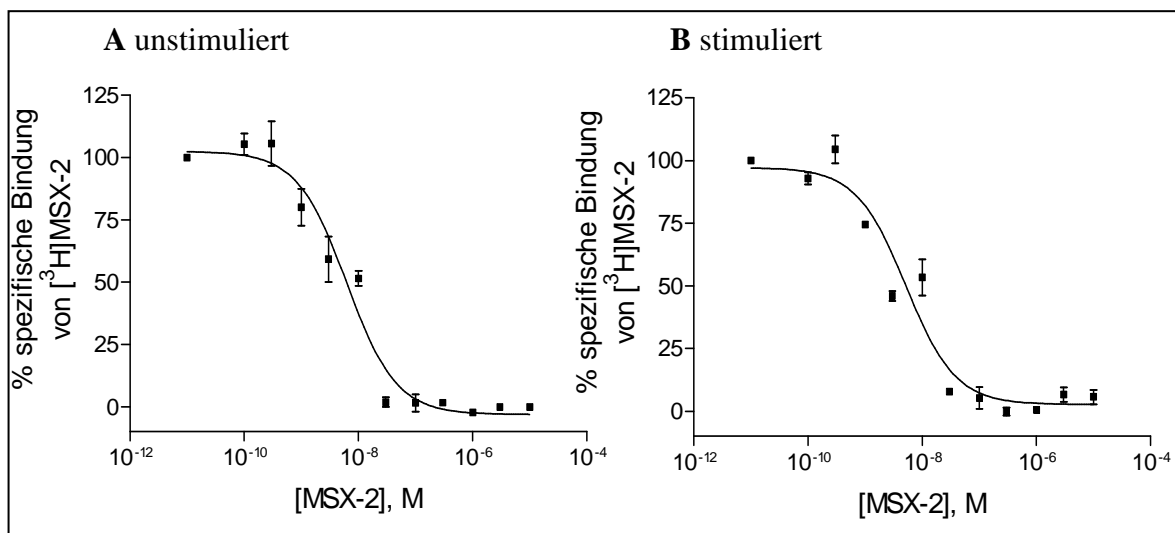 A unstimuliert
% spezifische Bindung
von [³H]MSX-2
125
100
75
50
25
0
10⁻¹²
10⁻¹⁰
10⁻⁸
10⁻⁶
10⁻⁴
[MSX-2], M
B stimuliert
% spezifische Bindung
von [³H]MSX-2
125
100
75
50
25
0
10⁻¹²
10⁻¹⁰
10⁻⁸
10⁻⁶
10⁻⁴
[MSX-2], M